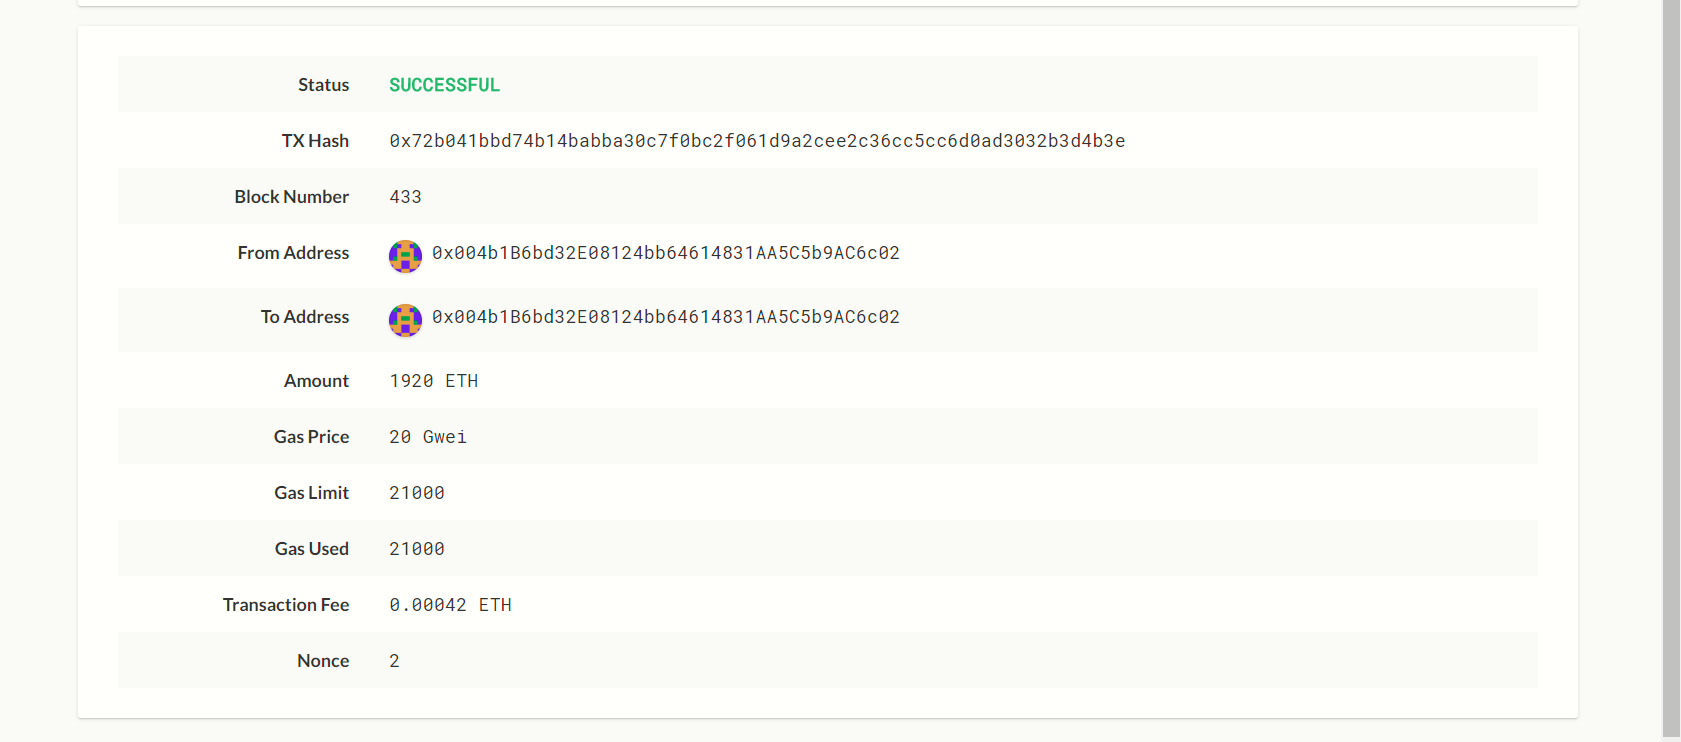 Status SUCCESSFUL
TX Hash 0x72b041bbd74b14babba30c7f0bc2f061d9a2cee2c36cc5cc6d0ad3032b3d4b3e
Block Number 433
From Address 0x004b1B6bd32E08124bb64614831AA5C5b9AC6c02
To Address 0x004b1B6bd32E08124bb64614831AA5C5b9AC6c02
Amount 1920 ETH
Gas Price 20 Gwei
Gas Limit 21000
Gas Used 21000
Transaction Fee 0.00042 ETH
Nonce 2